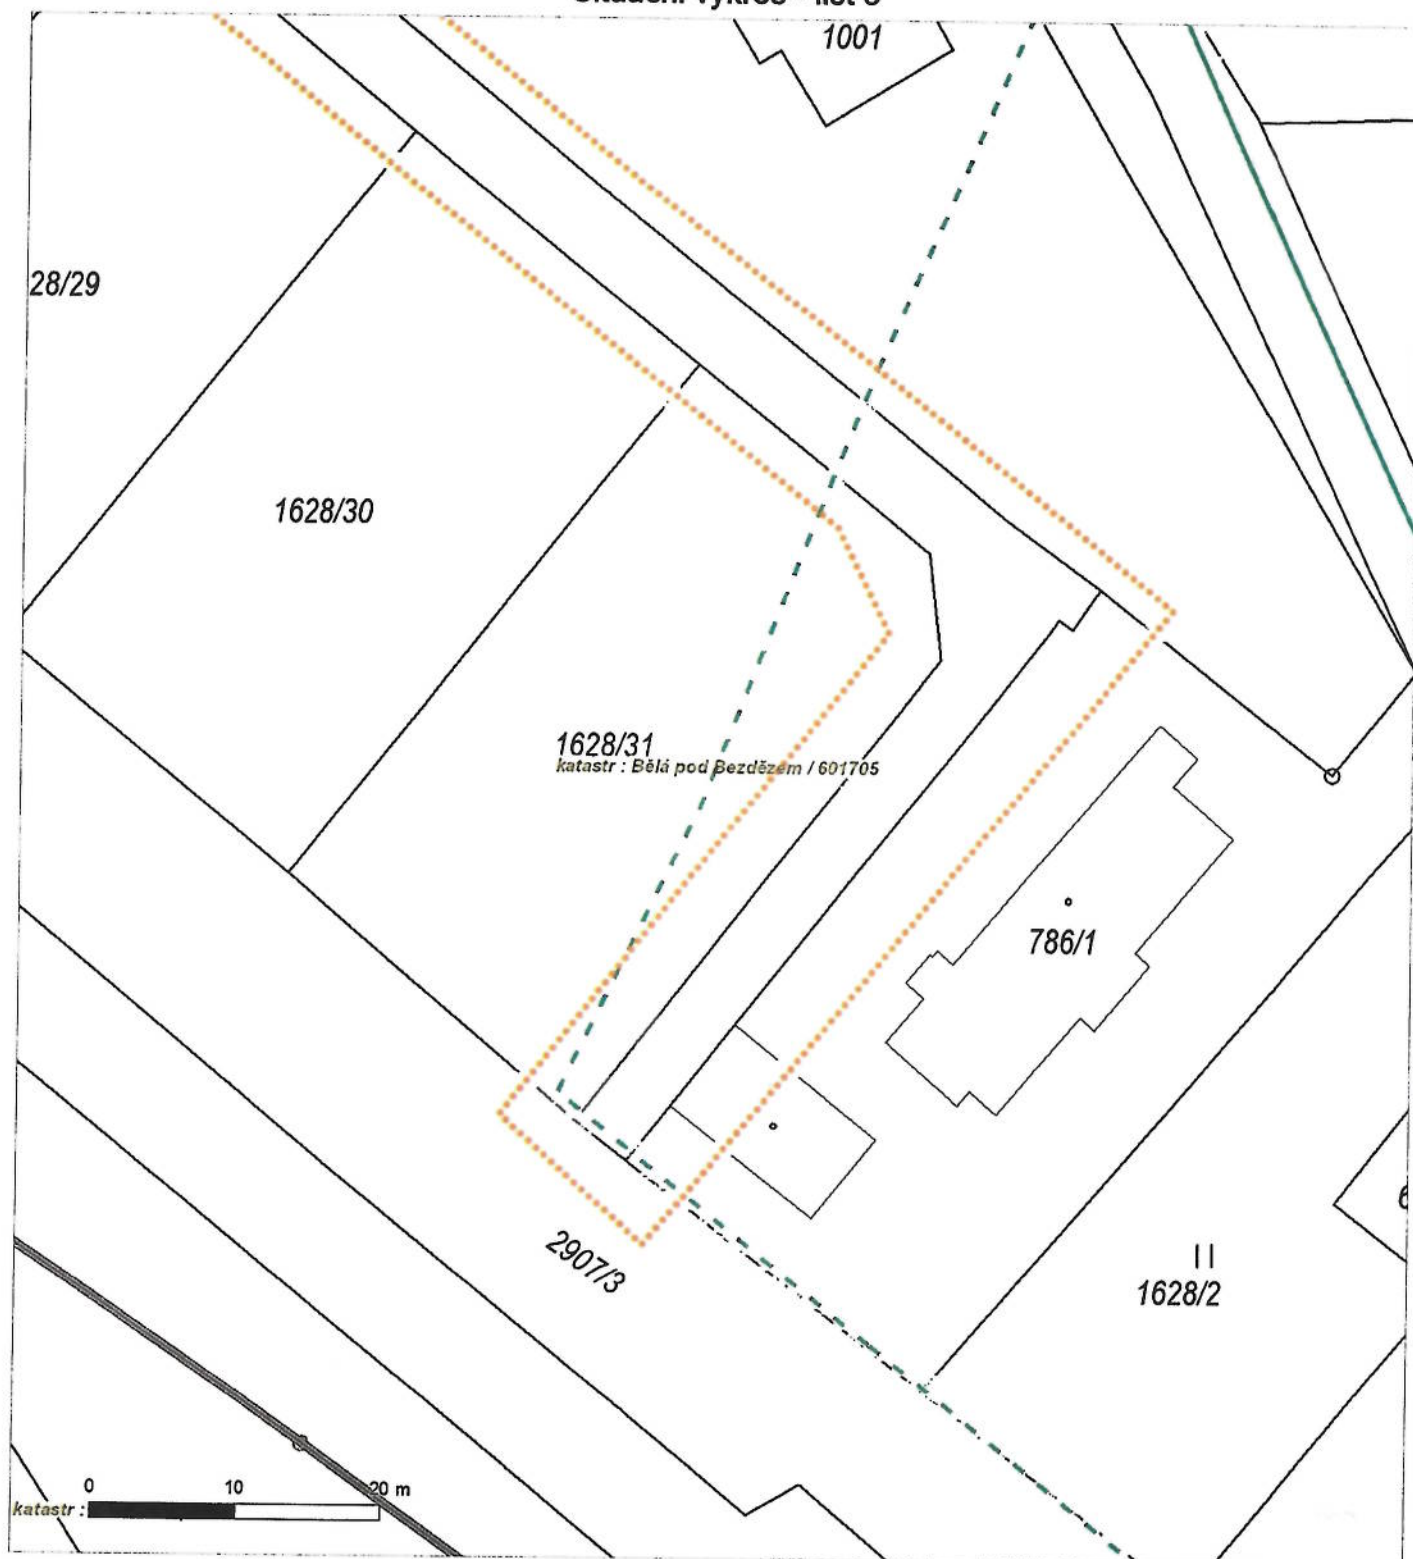 1001
28/29
1628/30
1628/31
katastr : Bělá pod Bezdězem / 601705
786/1
2907/3
1628/2
0 10 20 m
katastr :